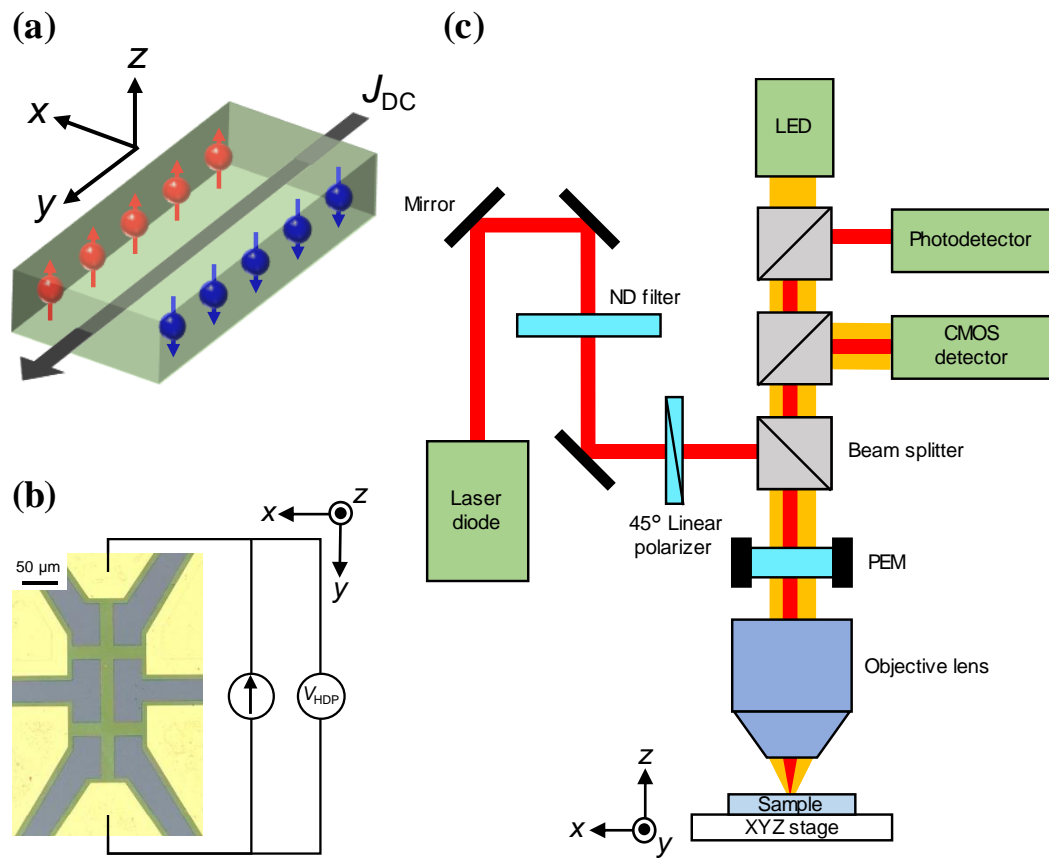 (a)
z
x
y
J_DC
(b)
50 µm
x
z
y
V_HDP
(c)
LED
Mirror
Photodetector
ND filter
CMOS
detector
Beam splitter
Laser
diode
45° Linear
polarizer
PEM
Objective lens
z
x
y
Sample
XYZ stage